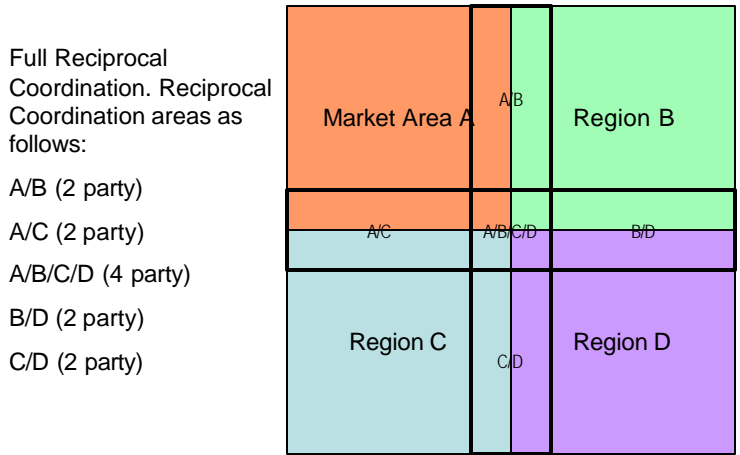 Full Reciprocal
Coordination. Reciprocal
Coordination areas as
follows:
A/B (2 party)
A/C (2 party)
A/B/C/D (4 party)
B/D (2 party)
C/D (2 party)
A/B
Market Area A
Region B
A/C
A/B/C/D
B/D
Region C
Region D
C/D